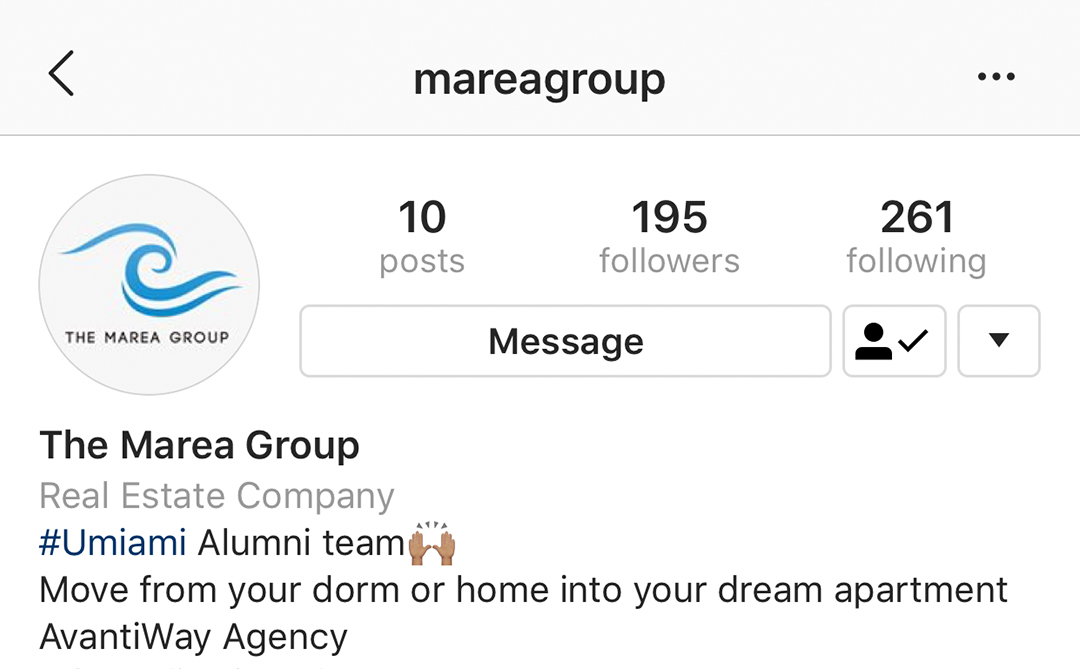 mareagroup
10 195 261
posts followers following
THE MAREA GROUP
Message
The Marea Group
Real Estate Company
#Umiami Alumni team🙌🏽
Move from your dorm or home into your dream apartment
AvantiWay Agency